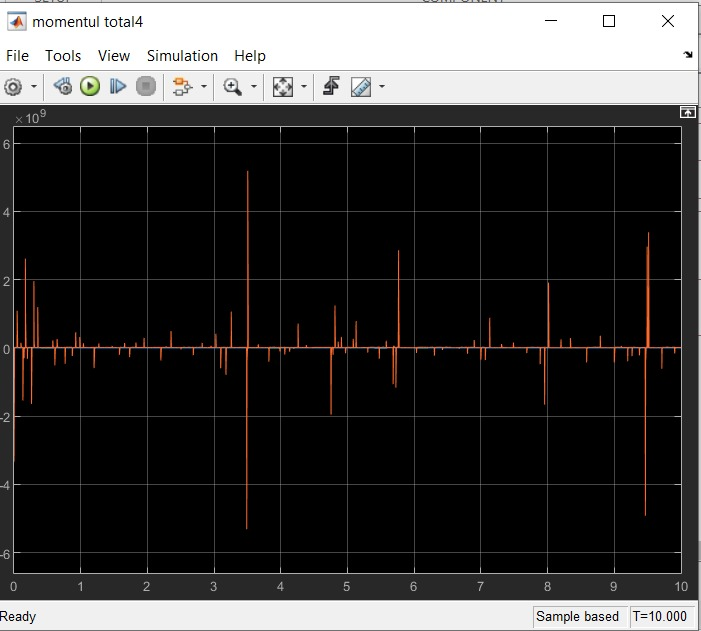 momentul total4
File Tools View Simulation Help
×10⁹
6
4
2
0
-2
-4
-6
0 1 2 3 4 5 6 7 8 9 10
Ready
Sample based T=10.000